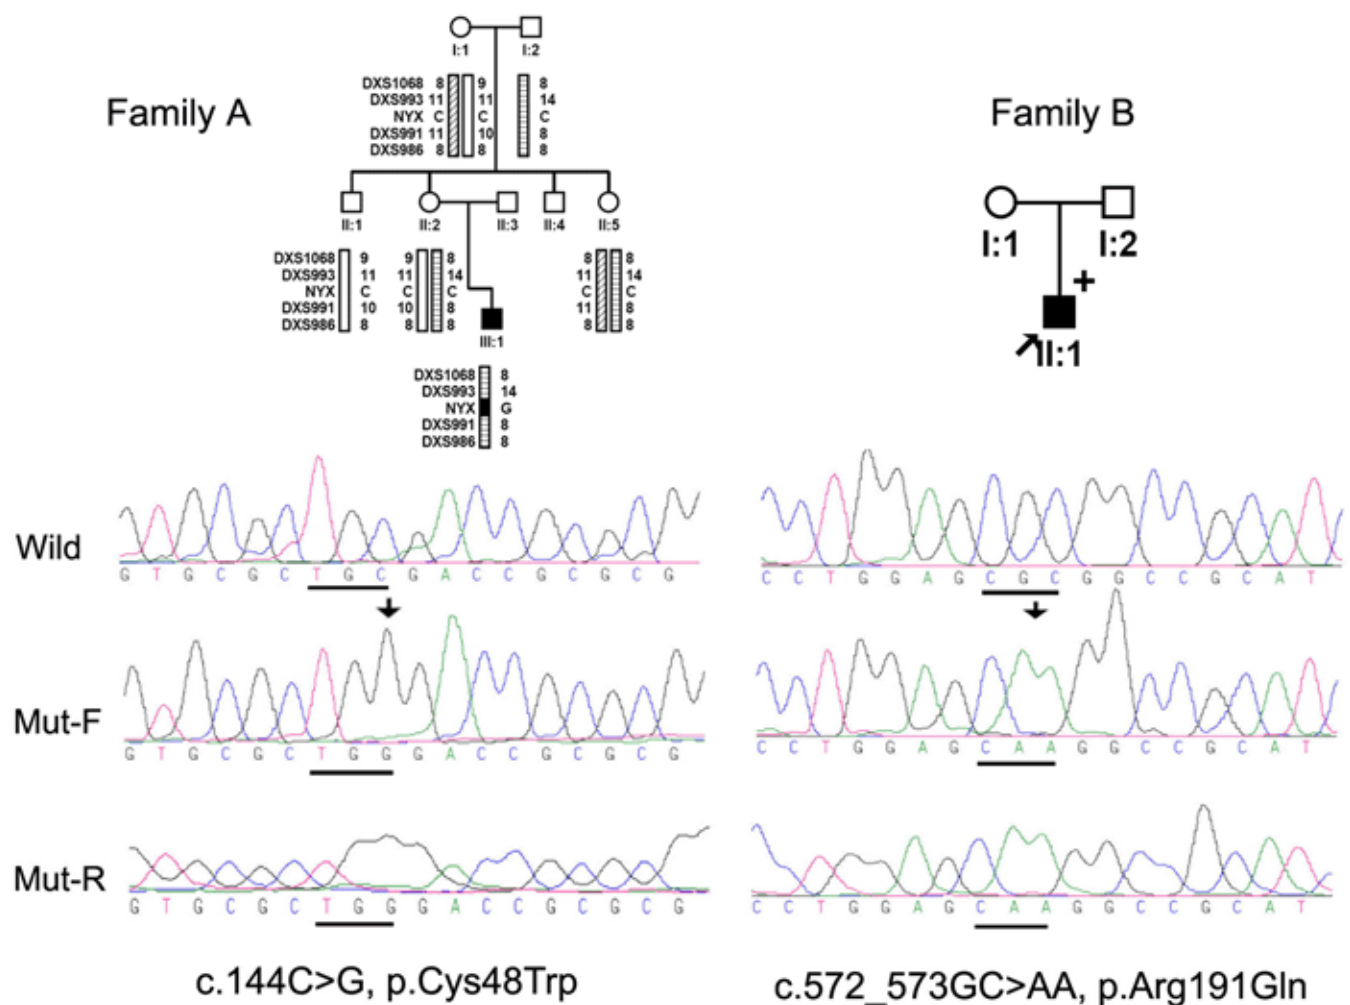 Family A
Family B
I:1 I:2
DXS1068 8 9 8
DXS993 11 11 14
NYX C C C
DXS991 11 10 8
DXS986 8 8 8
II:1 II:2 II:3 II:4 II:5
DXS1068 9 9 8 8 8
DXS993 11 11 14 11 14
NYX C C C C C
DXS991 10 10 8 11 8
DXS986 8 8 8 8 8
III:1
DXS1068 8
DXS993 14
NYX G
DXS991 8
DXS986 8
I:1 I:2
+
II:1
Wild
G T G C G C T G C G A C C G C G C G
C C T G G A G C G C G G C C G C A T
Mut-F
G T G C G C T G G G A C C G C G C G
C C T G G A G C A A G G C C G C A T
Mut-R
G T G C G C T G G G A C C G C G C G
C C T G G A G C A A G G C C G C A T
c.144C>G, p.Cys48Trp
c.572_573GC>AA, p.Arg191Gln